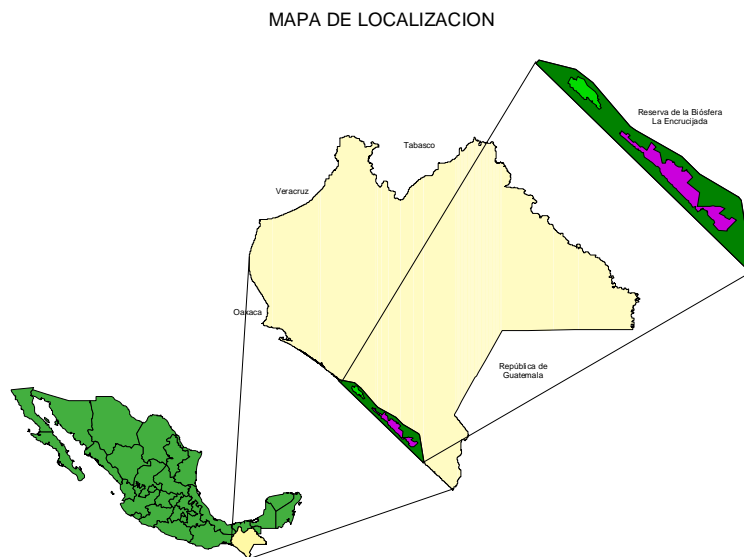 MAPA DE LOCALIZACION
Reserva de la Biósfera
La Encrucijada
Tabasco
Veracruz
Oaxaca
República de
Guatemala